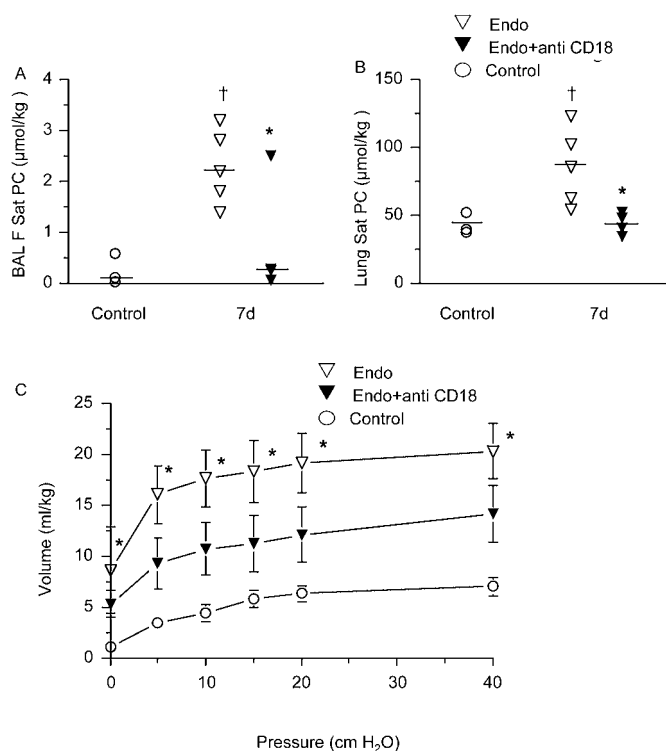 Endo
Endo+anti CD18
Control
A
B
BAL F Sat PC (μmol/kg )
4
3
2
1
0
†
*
Control
7d
Lung Sat PC (μmol/kg )
150
100
50
0
†
*
Control
7d
C
Endo
Endo+anti CD18
Control
Volume (ml/kg)
25
20
15
10
5
0
* * * * * *
0 10 20 30 40
Pressure (cm H₂O)